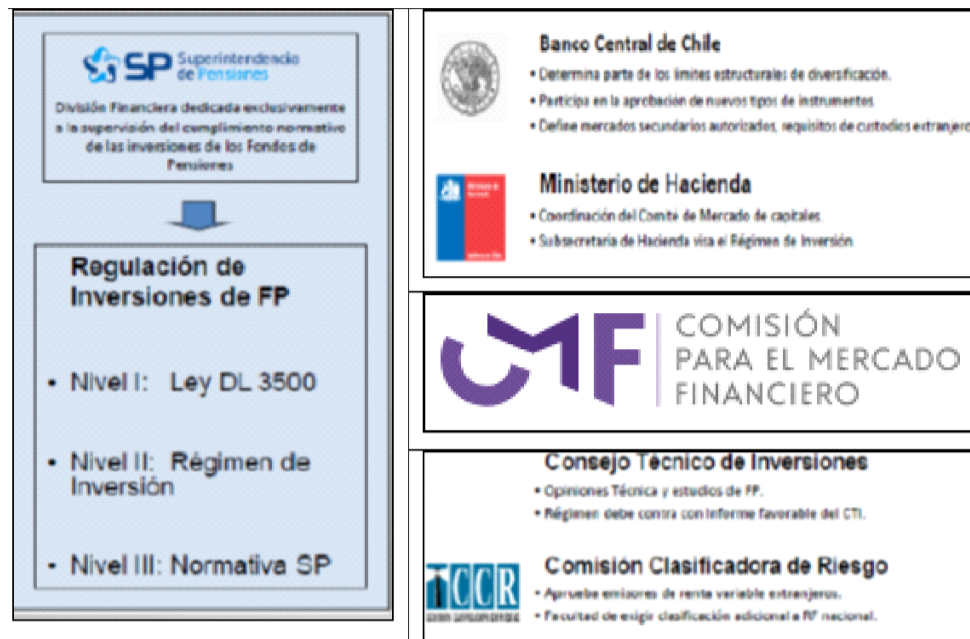 SP Superintendencia
de Pensiones
División Financiera dedicada exclusivamente
a la supervisión del cumplimiento normativo
de las inversiones de los Fondos de
Pensiones
Regulación de
Inversiones de FP
• Nivel I: Ley DL 3500
• Nivel II: Régimen de
Inversión
• Nivel III: Normativa SP
Banco Central de Chile
• Determina parte de los límites estructurales de diversificación.
• Participa en la aprobación de nuevos tipos de instrumentos.
• Define mercados secundarios autorizados, requisitos de custodios extranjero
Ministerio de Hacienda
• Coordinación del Comité de Mercado de capitales
• Subsecretaria de Hacienda visa el Régimen de Inversión.
CMF COMISIÓN
PARA EL MERCADO
FINANCIERO
Consejo Técnico de Inversiones
• Opiniones Técnica y estudios de FP.
• Régimen debe contra con Informe favorable del CTI.
CCR
Comisión Clasificadora de Riesgo
• Aprueba emisores de renta variable extranjeros.
• Facultad de exigir clasificación adicional a RF nacional.